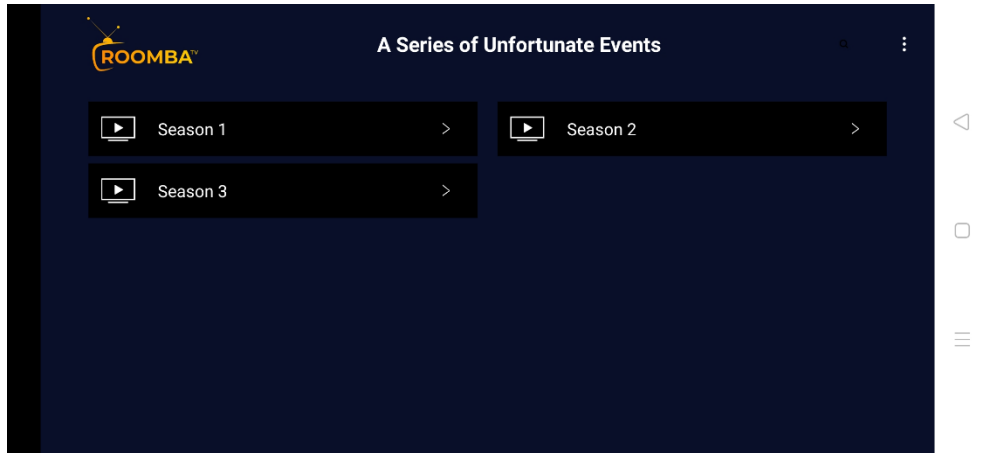 ROOMBA TV
A Series of Unfortunate Events
Season 1
Season 2
Season 3